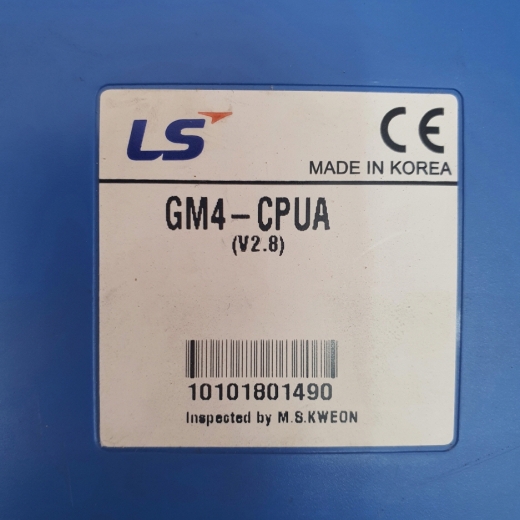 LS
CE
MADE IN KOREA
GM4-CPUA
(V2.8)
10101801490
Inspected by M.S.KWEON